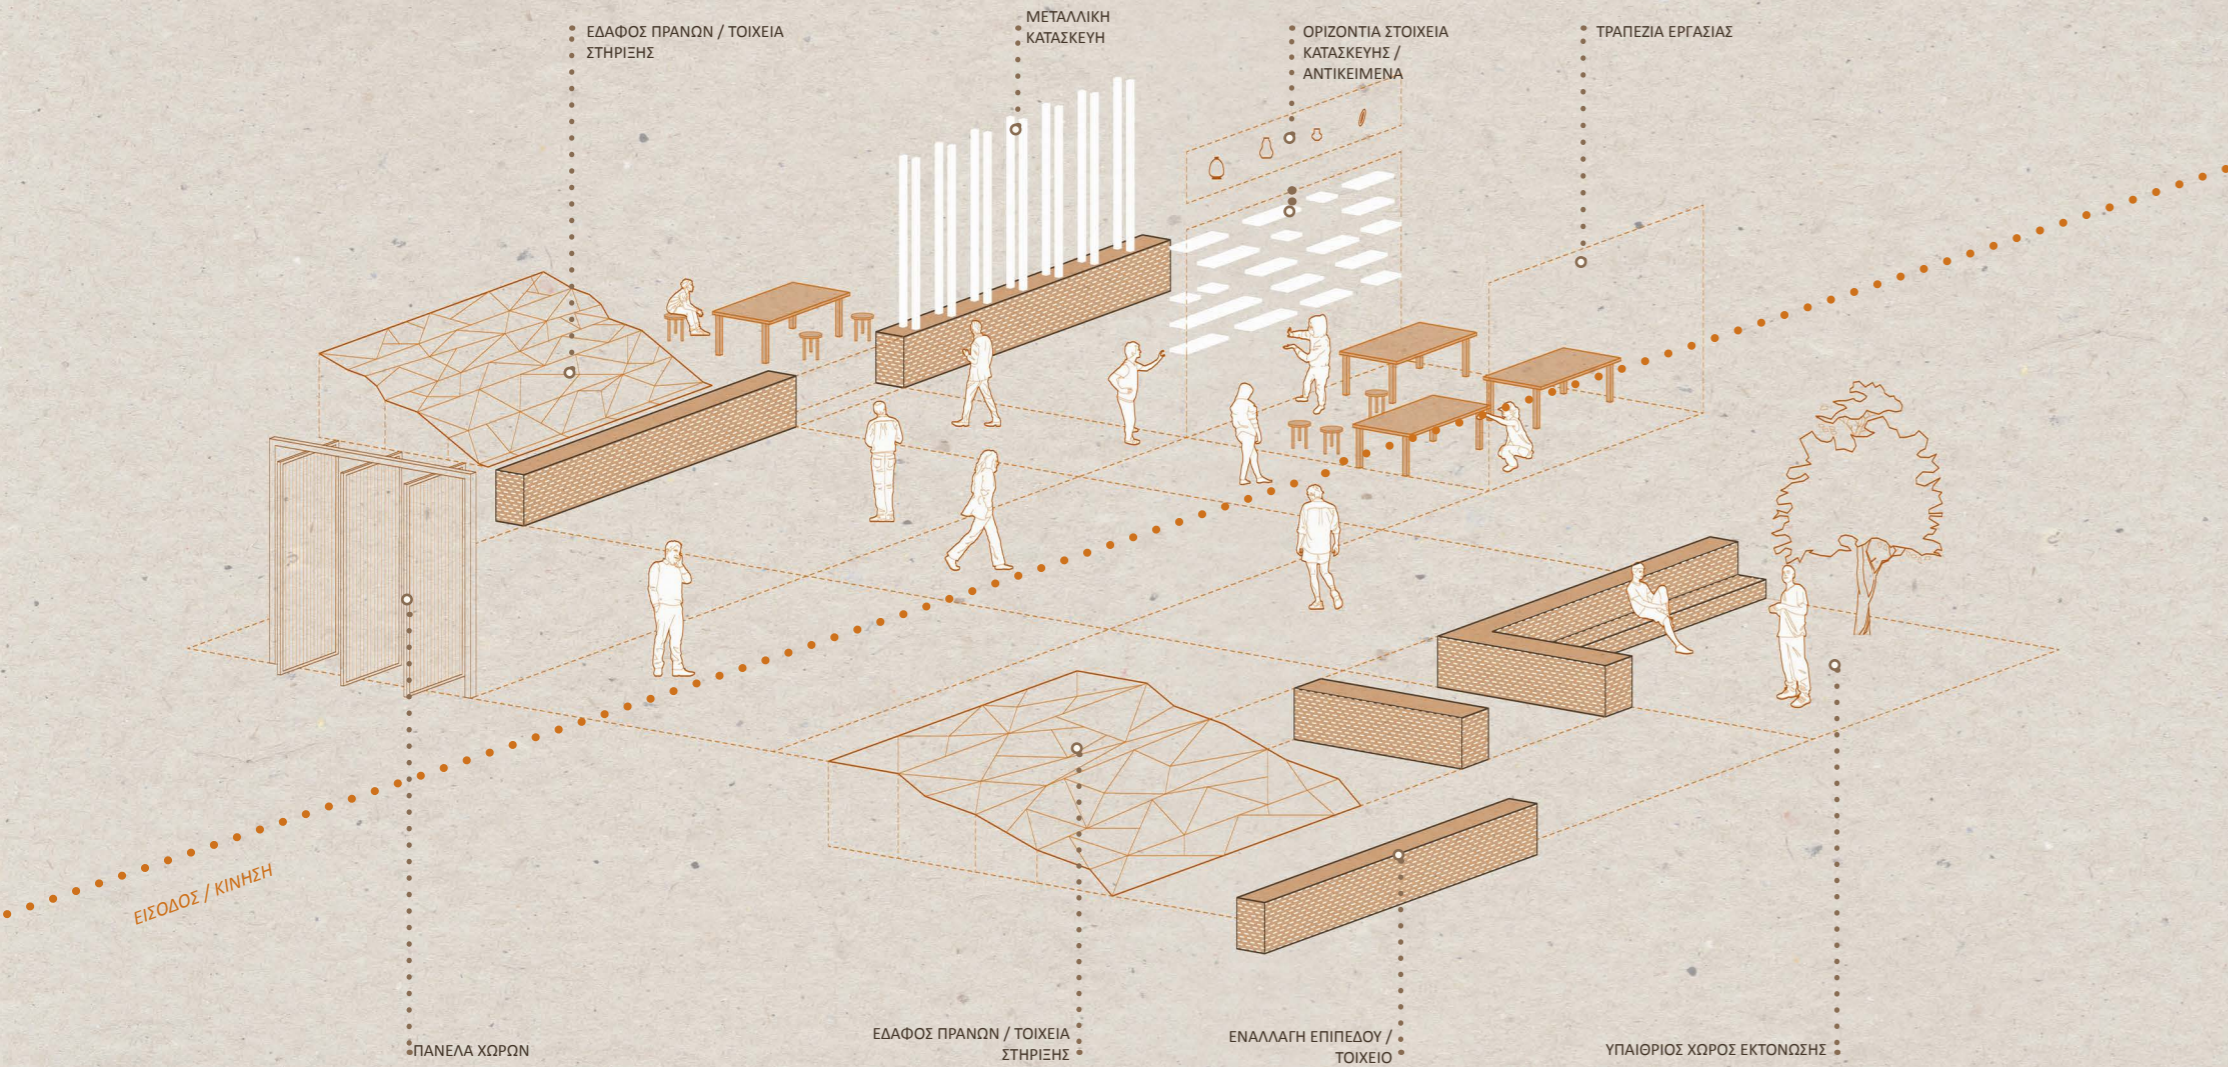 ΕΔΑΦΟΣ ΠΡΑΝΩΝ / ΤΟΙΧΕΙΑ
ΣΤΗΡΙΞΗΣ
ΜΕΤΑΛΛΙΚΗ
ΚΑΤΑΣΚΕΥΗ
ΟΡΙΖΟΝΤΙΑ ΣΤΟΙΧΕΙΑ
ΚΑΤΑΣΚΕΥΗΣ /
ΑΝΤΙΚΕΙΜΕΝΑ
ΤΡΑΠΕΖΙΑ ΕΡΓΑΣΙΑΣ
ΕΙΣΟΔΟΣ / ΚΙΝΗΣΗ
ΠΑΝΕΛΑ ΧΩΡΩΝ
ΕΔΑΦΟΣ ΠΡΑΝΩΝ / ΤΟΙΧΕΙΑ
ΣΤΗΡΙΞΗΣ
ΕΝΑΛΛΑΓΗ ΕΠΙΠΕΔΟΥ /
ΤΟΙΧΕΙΟ
ΥΠΑΙΘΡΙΟΣ ΧΩΡΟΣ ΕΚΤΟΝΩΣΗΣ